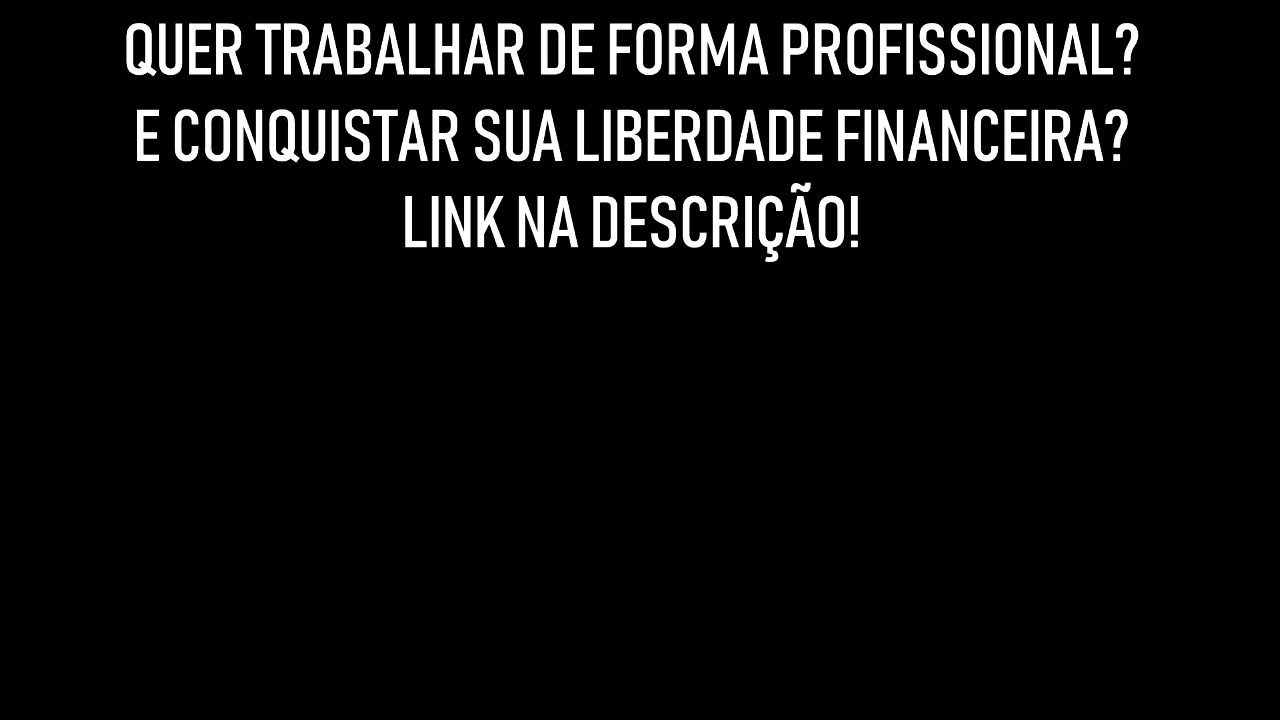 QUER TRABALHAR DE FORMA PROFISSIONAL?
E CONQUISTAR SUA LIBERDADE FINANCEIRA?
LINK NA DESCRIÇÃO!